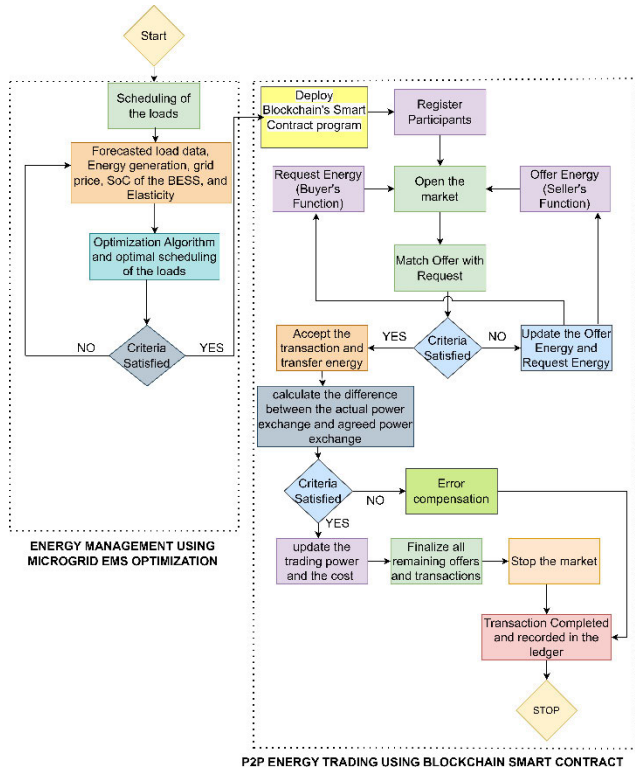 Start
Scheduling of
the loads
Forecasted load data,
Energy generation, grid
price, SoC of the BESS, and
Elasticity
Optimization Algorithm
and optimal scheduling
of the loads
NO
Criteria
Satisfied
YES
ENERGY MANAGEMENT USING
MICROGRID EMS OPTIMIZATION
Deploy
Blockchain's Smart
Contract program
Register
Participants
Request Energy
(Buyer's
Function)
Open the
market
Offer Energy
(Seller's
Function)
Match Offer with
Request
Accept the
transaction and
transfer energy
YES
Criteria
Satisfied
NO
Update the Offer
Energy and
Request Energy
calculate the difference
between the actual power
exchange and agreed power
exchange
Criteria
Satisfied
NO
Error
compensation
YES
update the
trading power
and the cost
Finalize all
remaining offers
and transactions
Stop the market
Transaction Completed
and recorded in the
ledger
STOP
P2P ENERGY TRADING USING BLOCKCHAIN SMART CONTRACT